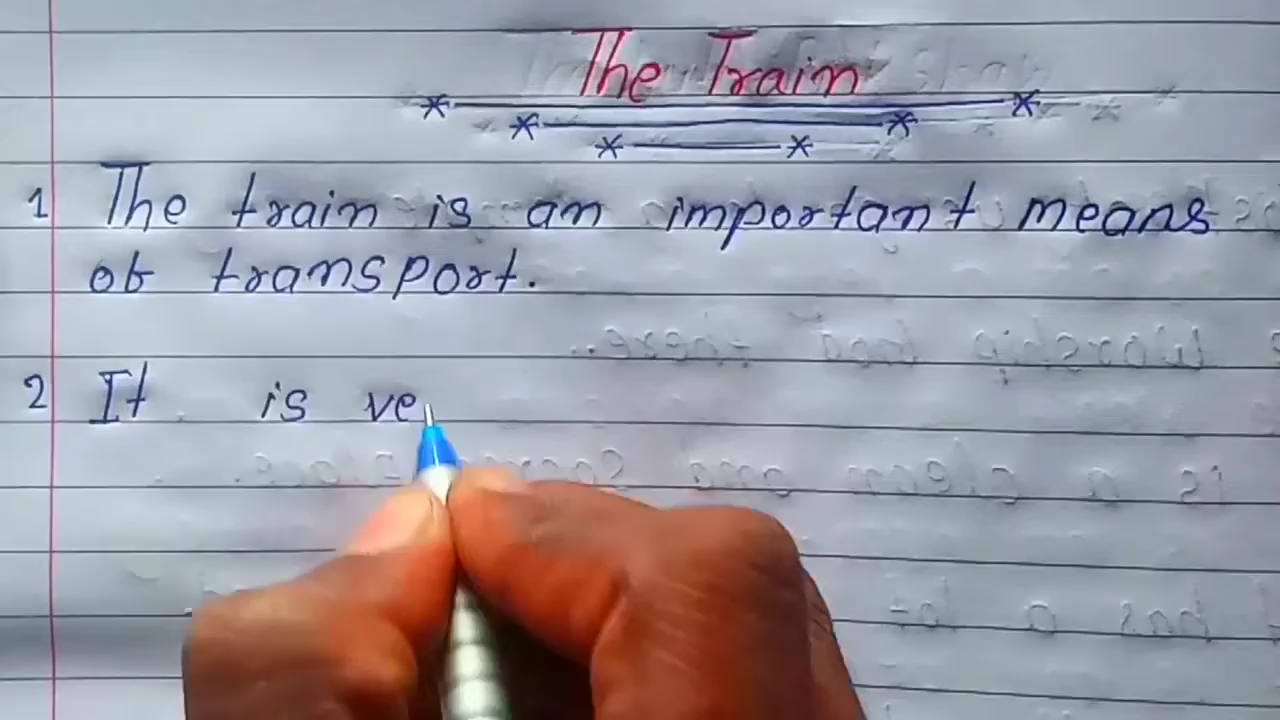 The Train
1 The train is an important means
of transport.
2 It is ve